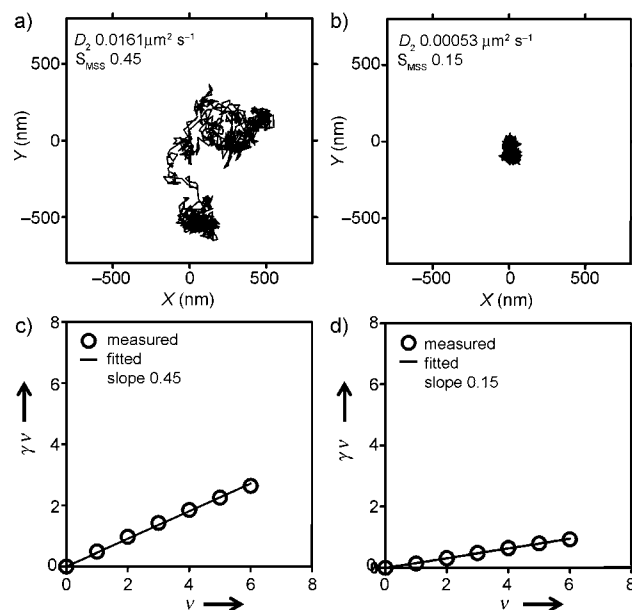 a)
D2 0.0161μm² s⁻¹
SMSS 0.45
500
0
−500
Y (nm)
−500 0 500
X (nm)
b)
D2 0.00053 μm² s⁻¹
SMSS 0.15
500
0
−500
Y (nm)
−500 0 500
X (nm)
c)
measured
fitted
slope 0.45
8
6
4
2
0
γν
0 2 4 6 8
ν
d)
measured
fitted
slope 0.15
8
6
4
2
0
γν
0 2 4 6 8
ν